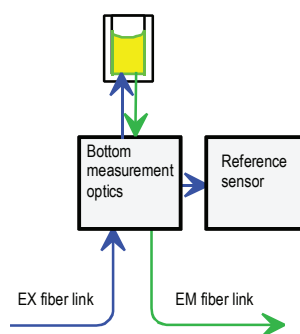 Bottom
measurement
optics
Reference
sensor
EX fiber link
EM fiber link